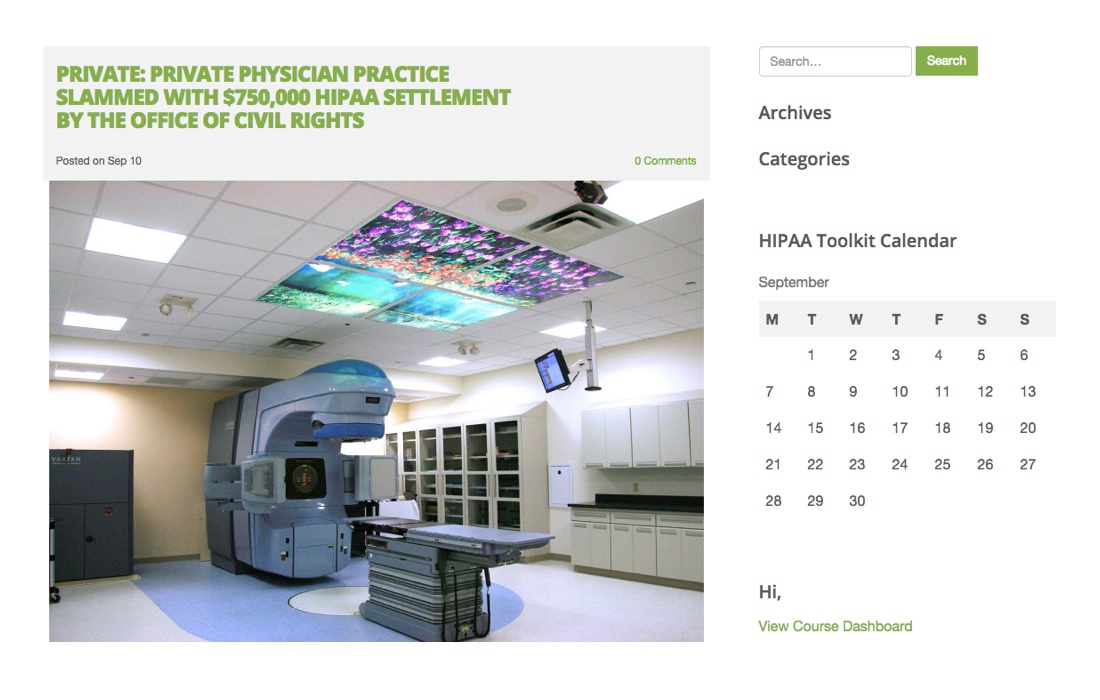 PRIVATE: PRIVATE PHYSICIAN PRACTICE
SLAMMED WITH $750,000 HIPAA SETTLEMENT
BY THE OFFICE OF CIVIL RIGHTS
Posted on Sep 10
0 Comments
VARIAN
Search...
Search
Archives
Categories
HIPAA Toolkit Calendar
September
M T W T F S S
1 2 3 4 5 6
7 8 9 10 11 12 13
14 15 16 17 18 19 20
21 22 23 24 25 26 27
28 29 30
Hi,
View Course Dashboard